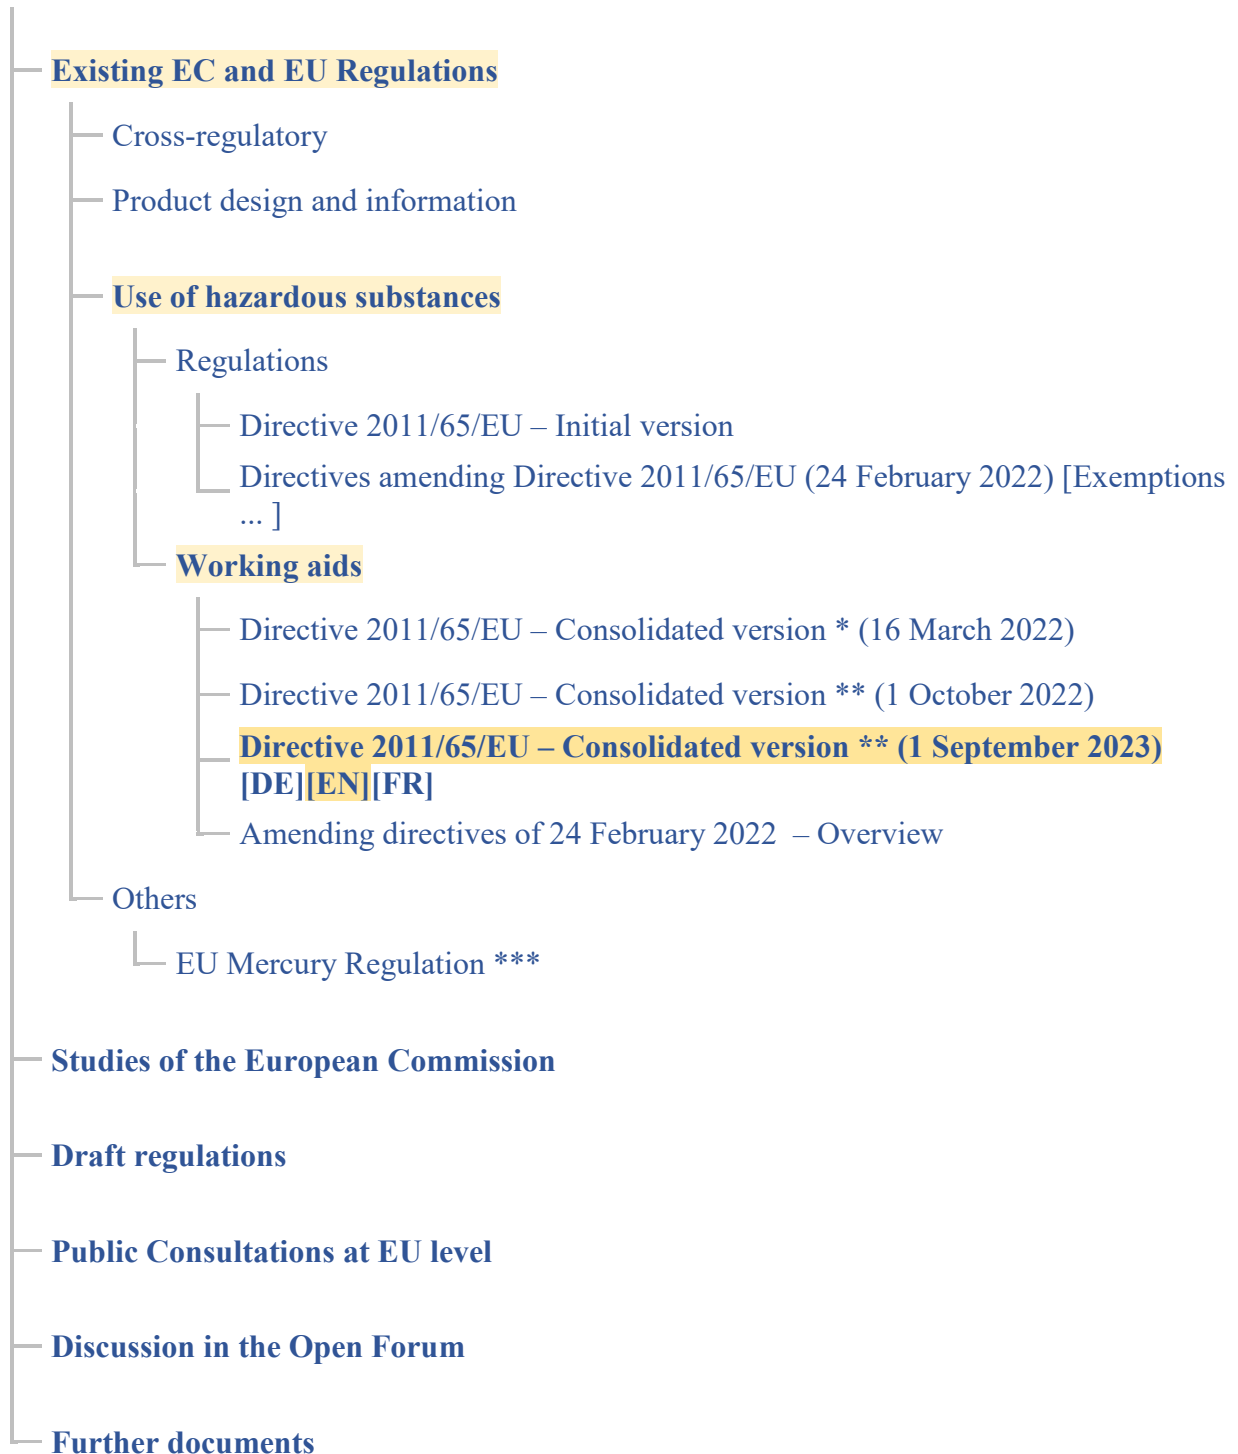 Existing EC and EU Regulations
Cross-regulatory
Product design and information
Use of hazardous substances
Regulations
Directive 2011/65/EU – Initial version
Directives amending Directive 2011/65/EU (24 February 2022) [Exemptions
... ]
Working aids
Directive 2011/65/EU – Consolidated version * (16 March 2022)
Directive 2011/65/EU – Consolidated version ** (1 October 2022)
Directive 2011/65/EU – Consolidated version ** (1 September 2023)
[DE][EN][FR]
Amending directives of 24 February 2022 – Overview
Others
EU Mercury Regulation ***
Studies of the European Commission
Draft regulations
Public Consultations at EU level
Discussion in the Open Forum
Further documents